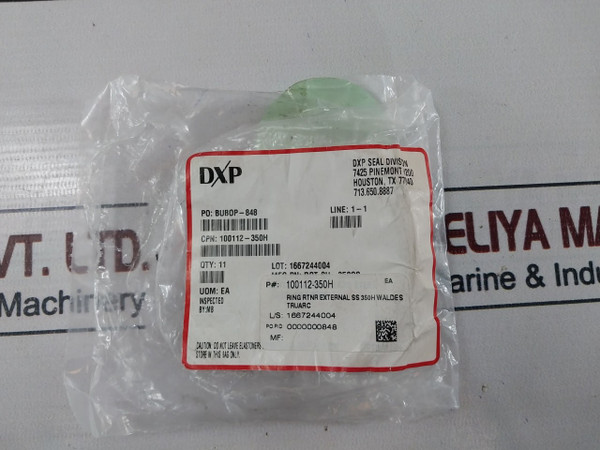 DXP
DXP SEAL DIVISION
7425 PINEMONT
HOUSTON, TX
713.650.8887
PO: BUBOP-848
LINE: 1-1
CPN: 100112-350H
QTY: 11
LOT: 1667244004
UOM: EA
INSPECTED
BY: MB
P#: 100112-350H
EA
RING RTNR EXTERNAL SS 350H WALDES
TRUARC
L/S: 1667244004
0000000848
MF:
CAUTION: DO NOT LEAVE ELASTOMERS
STORE IN THIS BAG ONLY.
VT. LTD.
Machinery
ELIYA MA
arine & Indu